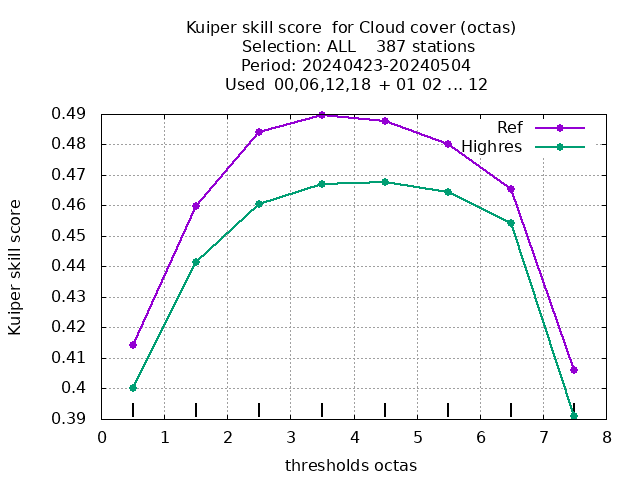 Kuiper skill score  for Cloud cover (octas)
Selection: ALL    387 stations
Period: 20240423-20240504
Used  00,06,12,18  + 01 02 ... 12
0.49
0.48
0.47
0.46
0.45
0.44
0.43
0.42
0.41
0.4
0.39
Kuiper skill score
Ref
Highres
0 1 2 3 4 5 6 7 8
thresholds octas